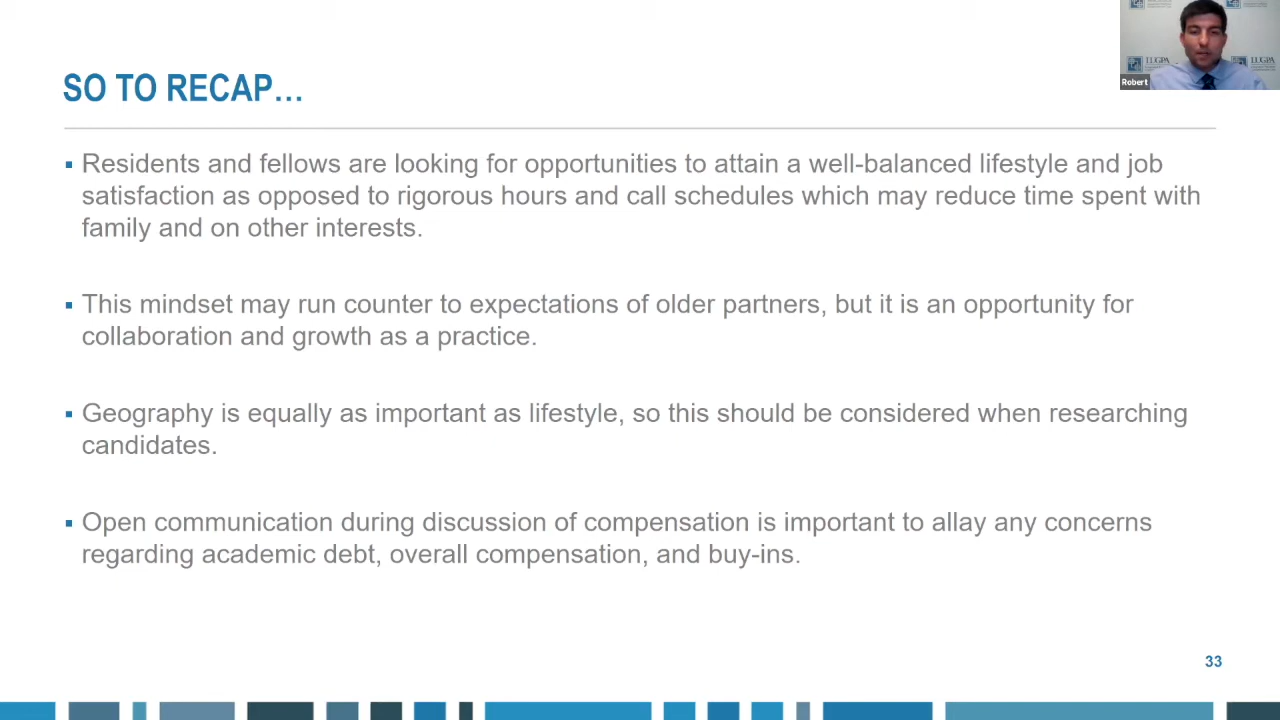 SO TO RECAP...
Residents and fellows are looking for opportunities to attain a well-balanced lifestyle and job
satisfaction as opposed to rigorous hours and call schedules which may reduce time spent with
family and on other interests.
This mindset may run counter to expectations of older partners, but it is an opportunity for
collaboration and growth as a practice.
Geography is equally as important as lifestyle, so this should be considered when researching
candidates.
Open communication during discussion of compensation is important to allay any concerns
regarding academic debt, overall compensation, and buy-ins.
33
LUGPA
LUGPA
Robert